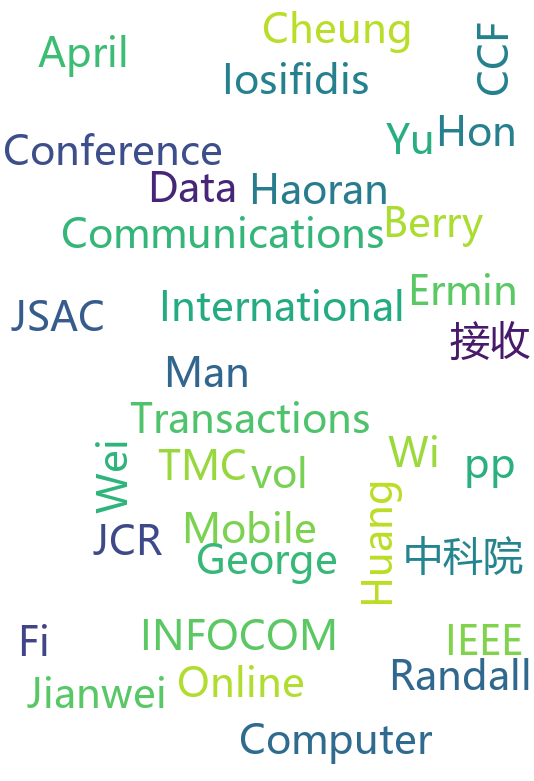 Cheung
CCF
April
Iosifidis
Hon
Yu
Conference
Data
Haoran
Berry
Communications
Ermin
International
JSAC
接收
Man
Transactions
Wi
TMC
vol
pp
Wei
Mobile
JCR
Huang
George
中科院
INFOCOM
IEEE
Fi
Randall
Online
Jianwei
Computer